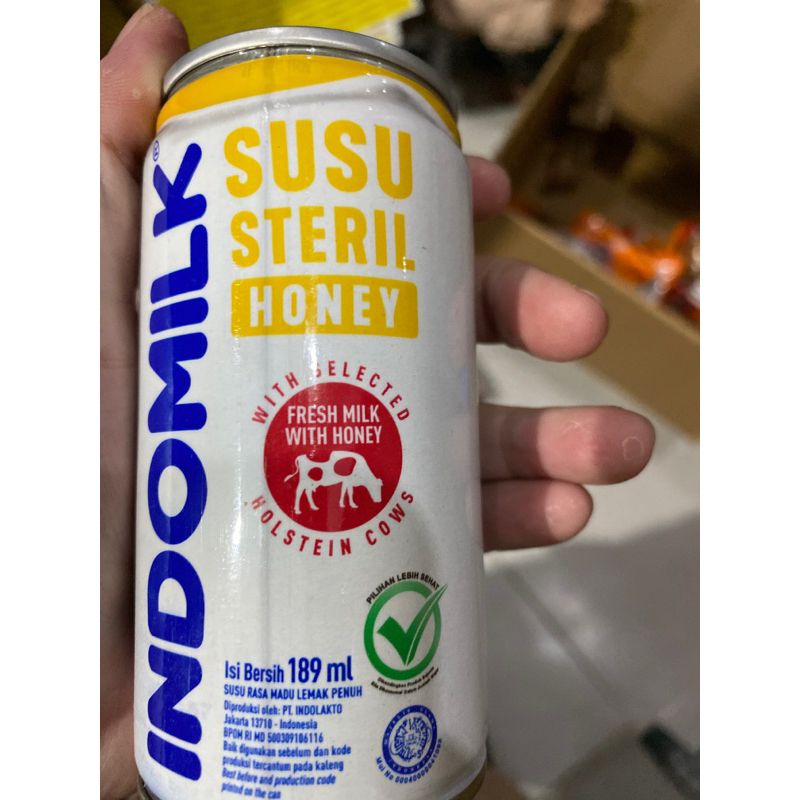 INDOMILK®
SUSU
STERIL
HONEY
WITH SELECTED
FRESH MILK
WITH HONEY
HOLSTEIN COWS
PILIHAN LEBIH SEHAT
Isi Bersih 189 ml
SUSU RASA MADU LEMAK PENUH
Diproduksi oleh: PT. INDOLAKTO
Jakarta 13710 - Indonesia
BPOM RI MD 500309106116
Baik digunakan sebelum dan kode
produksi tercantum pada kaleng
Best before and production code
printed on the can